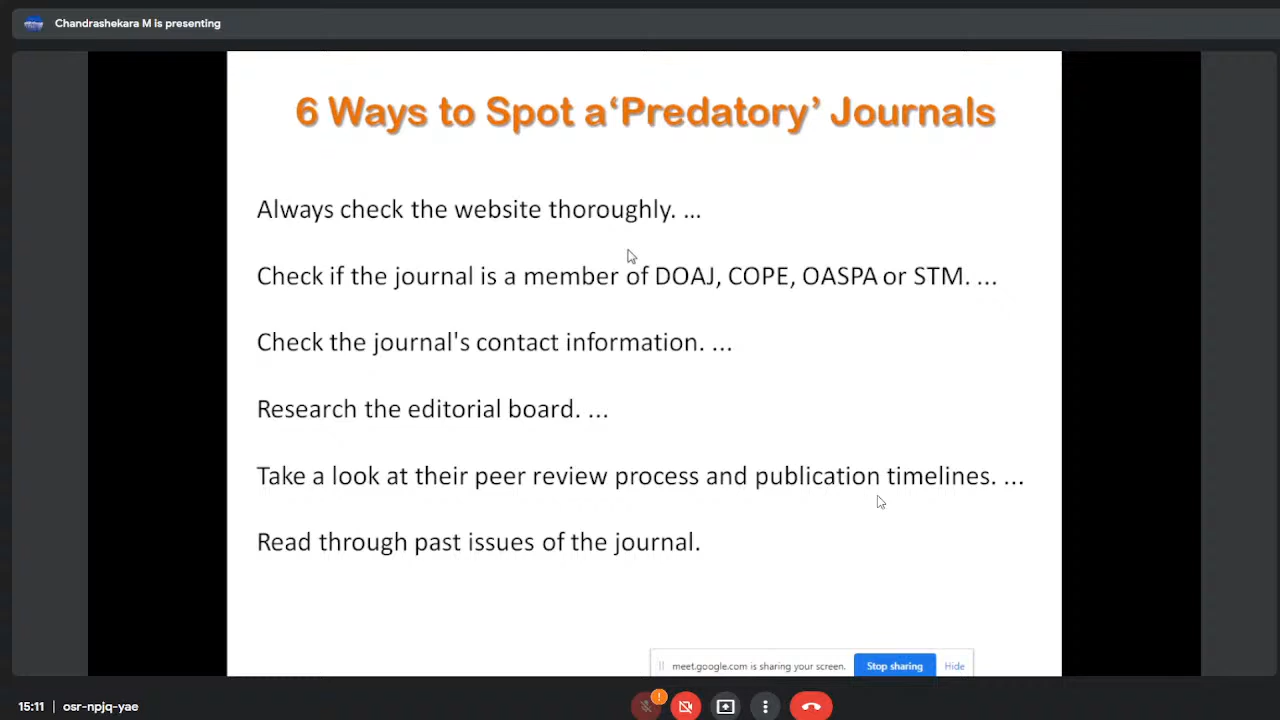 Chandrashekara M is presenting
6 Ways to Spot a‘Predatory’ Journals
Always check the website thoroughly. ...
Check if the journal is a member of DOAJ, COPE, OASPA or STM. ...
Check the journal's contact information. ...
Research the editorial board. ...
Take a look at their peer review process and publication timelines. ...
Read through past issues of the journal.
meet.google.com is sharing your screen. Stop sharing Hide
15:11 | osr-npjq-yae